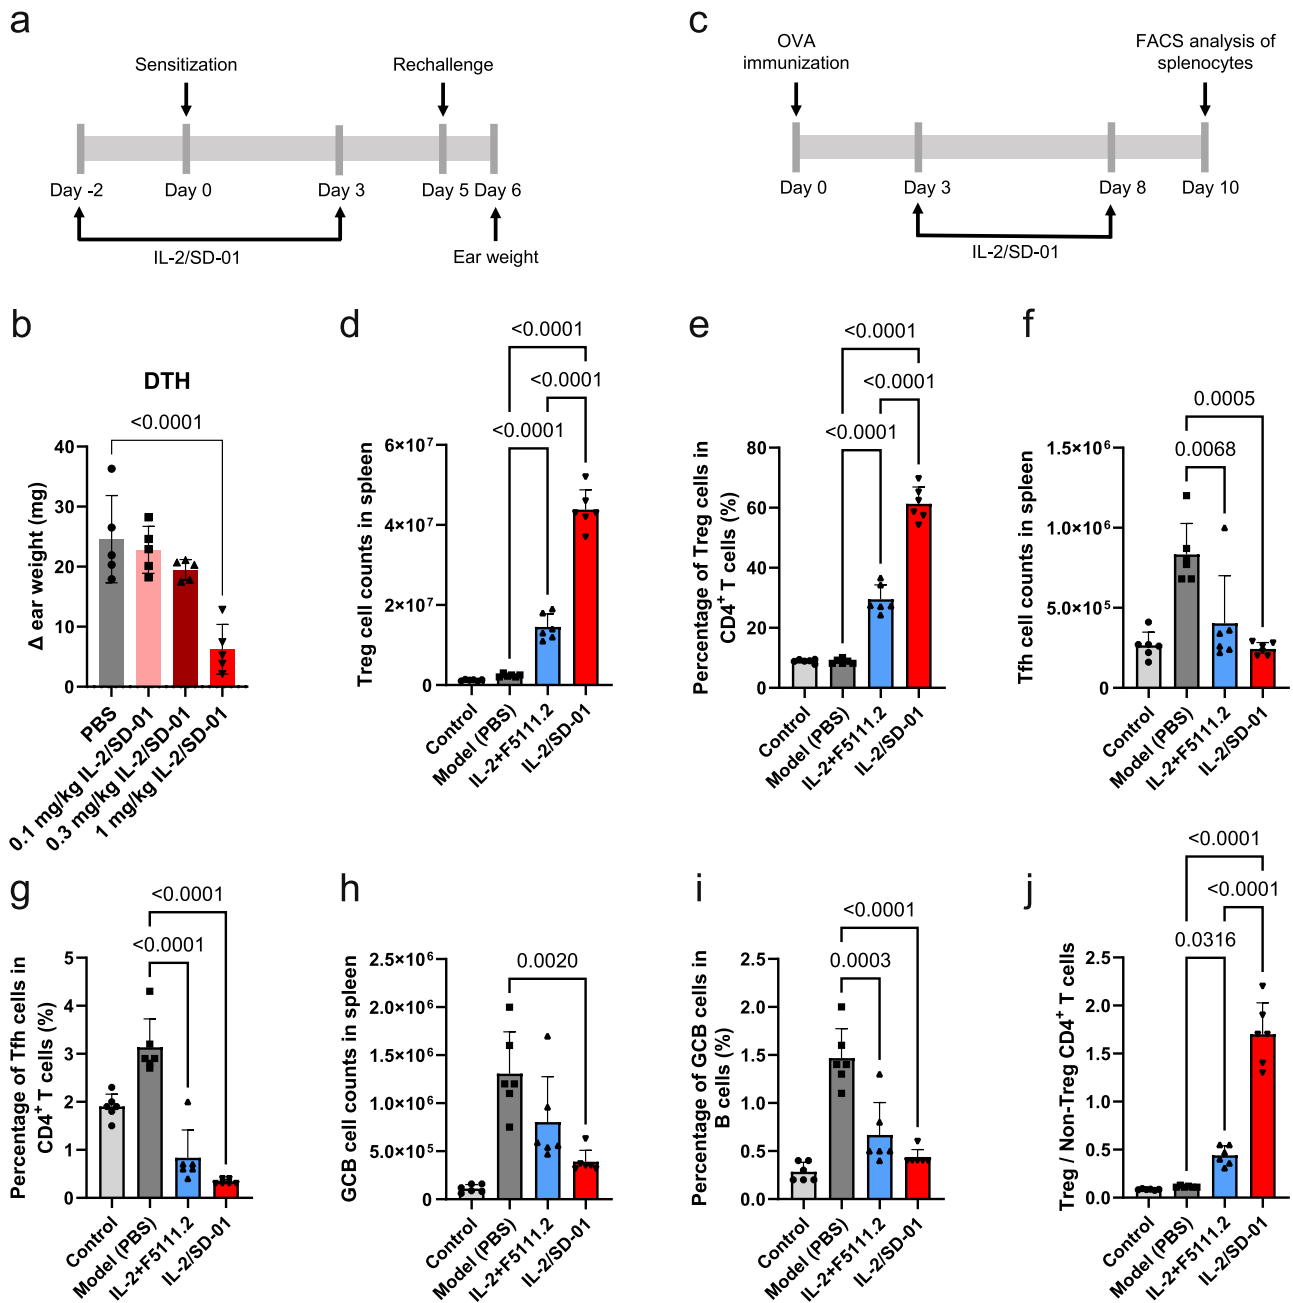 a
Sensitization
Rechallenge
Day -2
Day 0
Day 3
Day 5
Day 6
IL-2/SD-01
Ear weight
c
OVA
immunization
FACS analysis of
splenocytes
Day 0
Day 3
Day 8
Day 10
IL-2/SD-01
b
DTH
<0.0001
Δ ear weight (mg)
40
30
20
10
0
PBS
0.1 mg/kg IL-2/SD-01
0.3 mg/kg IL-2/SD-01
1 mg/kg IL-2/SD-01
d
<0.0001
<0.0001
<0.0001
Treg cell counts in spleen
6×10⁷
4×10⁷
2×10⁷
0
Control
Model (PBS)
IL-2+F5111.2
IL-2/SD-01
e
<0.0001
<0.0001
<0.0001
Percentage of Treg cells in
CD4⁺ T cells (%)
80
60
40
20
0
Control
Model (PBS)
IL-2+F5111.2
IL-2/SD-01
f
0.0005
0.0068
Tfh cell counts in spleen
1.5×10⁶
1.0×10⁶
5.0×10⁵
0
Control
Model (PBS)
IL-2+F5111.2
IL-2/SD-01
g
<0.0001
<0.0001
Percentage of Tfh cells in
CD4⁺ T cells (%)
5
4
3
2
1
0
Control
Model (PBS)
IL-2+F5111.2
IL-2/SD-01
h
0.0020
GCB cell counts in spleen
2.5×10⁶
2.0×10⁶
1.5×10⁶
1.0×10⁶
5.0×10⁵
0
Control
Model (PBS)
IL-2+F5111.2
IL-2/SD-01
i
<0.0001
0.0003
Percentage of GCB cells in
B cells (%)
2.5
2.0
1.5
1.0
0.5
0.0
Control
Model (PBS)
IL-2+F5111.2
IL-2/SD-01
j
<0.0001
<0.0001
0.0316
Treg / Non-Treg CD4⁺ T cells
2.5
2.0
1.5
1.0
0.5
0.0
Control
Model (PBS)
IL-2+F5111.2
IL-2/SD-01